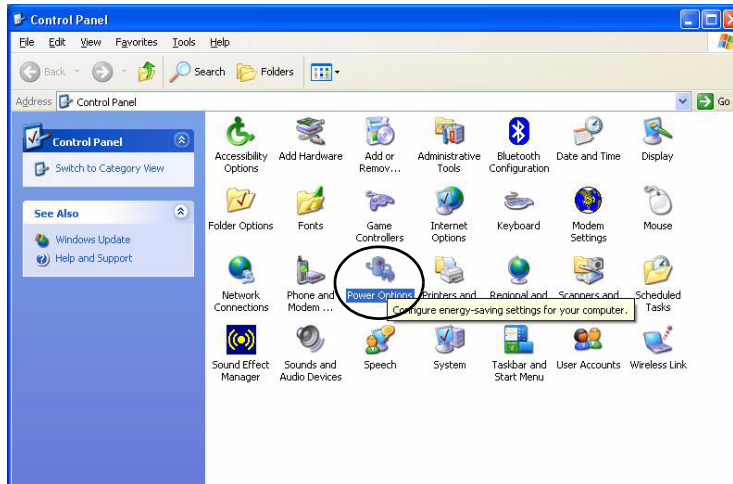 Control Panel
File Edit View Favorites Tools Help
Back Search Folders
Address Control Panel Go
Control Panel
Switch to Category View
See Also
Windows Update
Help and Support
Accessibility Options
Add Hardware
Add or Remov...
Administrative Tools
Bluetooth Configuration
Date and Time
Display
Folder Options
Fonts
Game Controllers
Internet Options
Keyboard
Modem Settings
Mouse
Network Connections
Phone and Modem ...
Power Options
Printers and
Regional and
Scanners and
Scheduled Tasks
Configure energy-saving settings for your computer.
Sound Effect Manager
Sounds and Audio Devices
Speech
System
Taskbar and Start Menu
User Accounts
Wireless Link